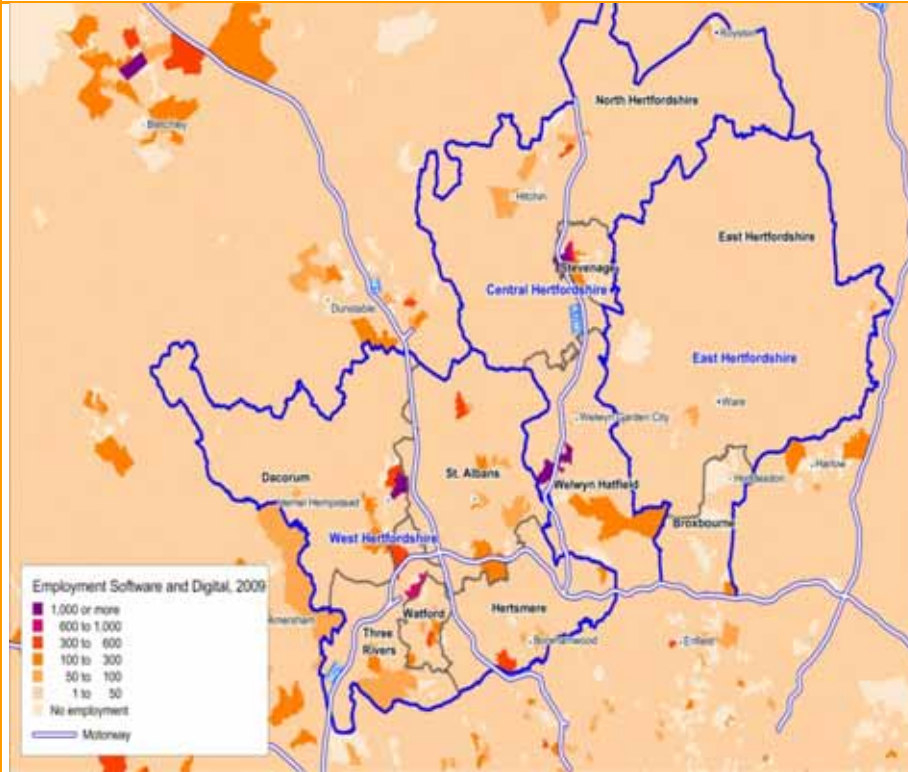 Royston
North Hertfordshire
Bletchley
Hitchin
East Hertfordshire
Stevenage
Central Hertfordshire
Dunstable
East Hertfordshire
Ware
Welwyn Garden City
Harlow
Dacorum
St. Albans
Hoddesdon
Welwyn Hatfield
Hemel Hempstead
Broxbourne
West Hertfordshire
Employment Software and Digital, 2009
1,000 or more
600 to 1,000
300 to 600
100 to 300
50 to 100
1 to 50
No employment
Motorway
Amersham
Watford
Hertsmere
Three
Rivers
Borehamwood
Enfield